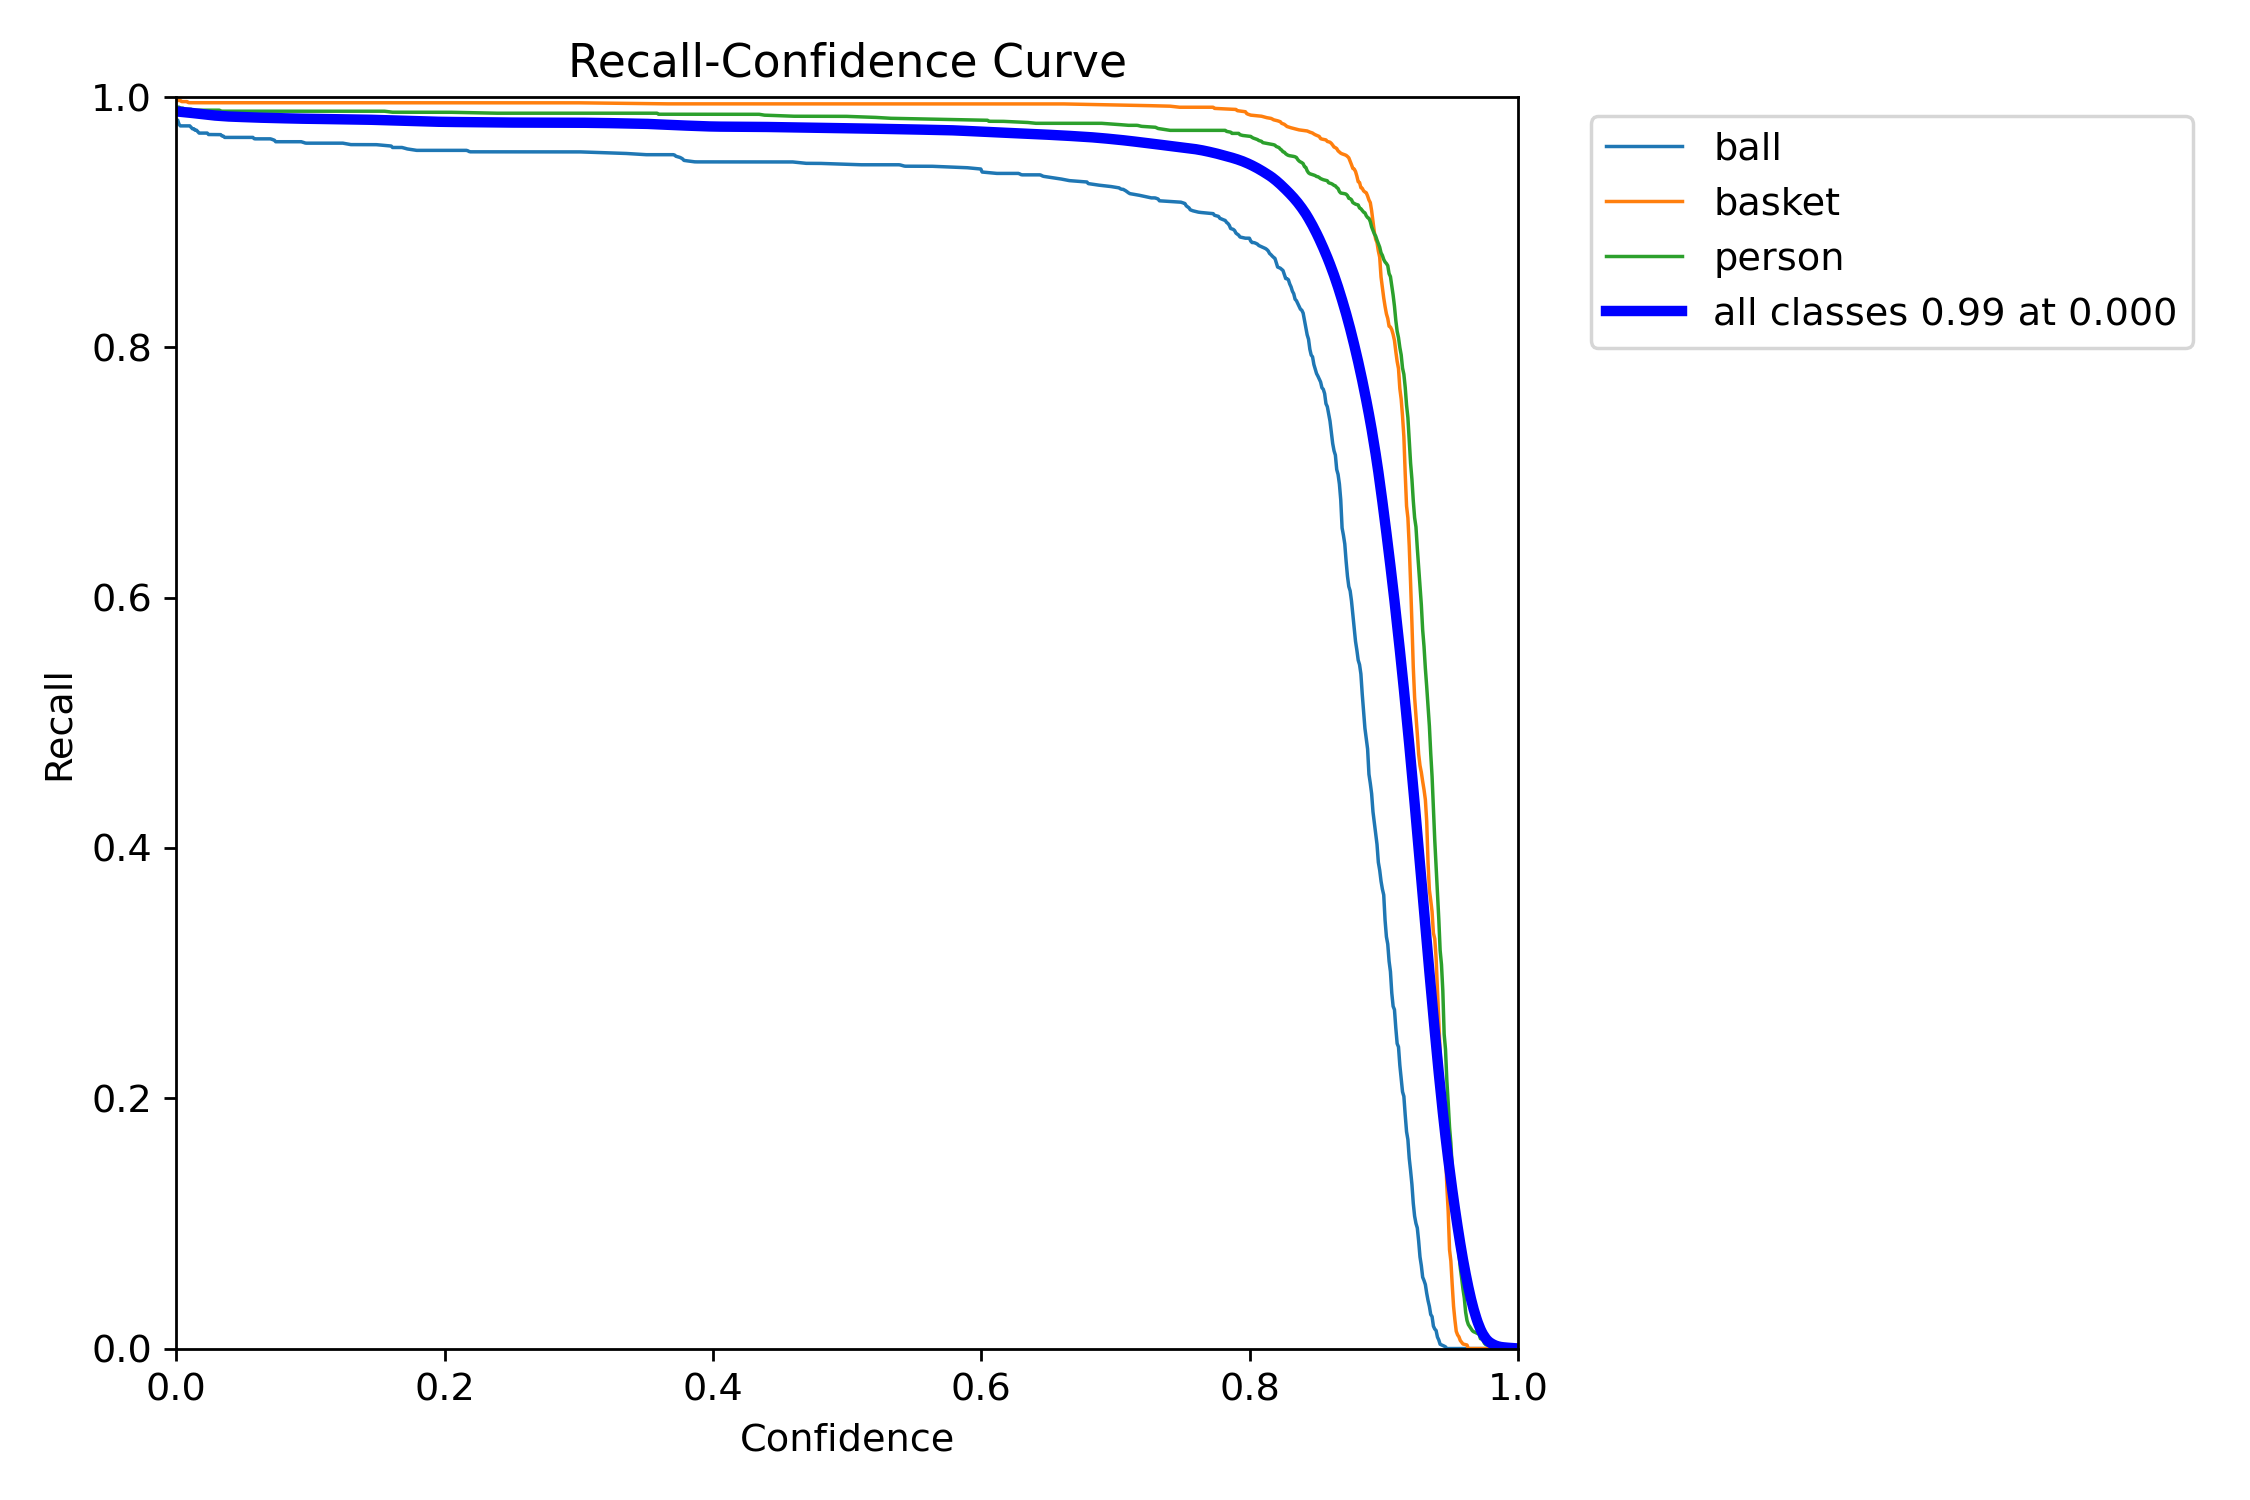 Recall-Confidence Curve
1.0
0.8
0.6
0.4
0.2
0.0
Recall
0.0 0.2 0.4 0.6 0.8 1.0
Confidence
ball
basket
person
all classes 0.99 at 0.000